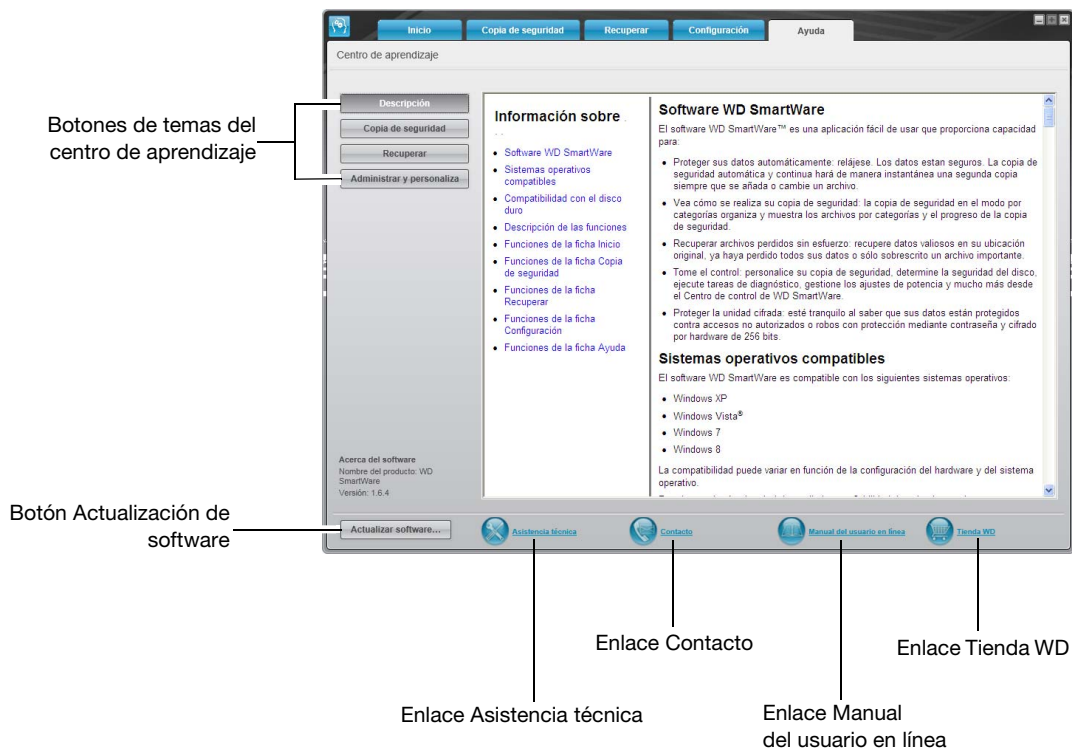 Inicio
Copia de seguridad
Recuperar
Configuración
Ayuda
Centro de aprendizaje
Botones de temas del
centro de aprendizaje
Descripción
Copia de seguridad
Recuperar
Administrar y personaliza
Información sobre .
. .
• Software WD SmartWare
• Sistemas operativos
compatibles
• Compatibilidad con el disco
duro
• Descripción de las funciones
• Funciones de la ficha Inicio
• Funciones de la ficha Copia
de seguridad
• Funciones de la ficha
Recuperar
• Funciones de la ficha
Configuración
• Funciones de la ficha Ayuda
Software WD SmartWare
El software WD SmartWare™ es una aplicación fácil de usar que proporciona capacidad
para:
• Proteger sus datos automáticamente: relájese. Los datos estan seguros. La copia de
seguridad automática y continua hará de manera instantánea una segunda copia
siempre que se añada o cambie un archivo.
• Vea cómo se realiza su copia de seguridad: la copia de seguridad en el modo por
categorías organiza y muestra los archivos por categorías y el progreso de la copia
de seguridad.
• Recuperar archivos perdidos sin esfuerzo: recupere datos valiosos en su ubicación
original, ya haya perdido todos sus datos o sólo sobrescrito un archivo importante.
• Tome el control: personalice su copia de seguridad, determine la seguridad del disco,
ejecute tareas de diagnóstico, gestione los ajustes de potencia y mucho más desde
el Centro de control de WD SmartWare.
• Proteger la unidad cifrada: esté tranquilo al saber que sus datos están protegidos
contra accesos no autorizados o robos con protección mediante contraseña y cifrado
por hardware de 256 bits.
Sistemas operativos compatibles
El software WD SmartWare es compatible con los siguientes sistemas operativos:
• Windows XP
• Windows Vista®
• Windows 7
• Windows 8
La compatibilidad puede variar en función de la configuración del hardware y del sistema
operativo.
Acerca del software
Nombre del producto: WD
SmartWare
Versión: 1.6.4
Botón Actualización de
software
Actualizar software...
Asistencia técnica
Contacto
Manual del usuario en línea
Tienda WD
Enlace Contacto
Enlace Tienda WD
Enlace Asistencia técnica
Enlace Manual
del usuario en línea